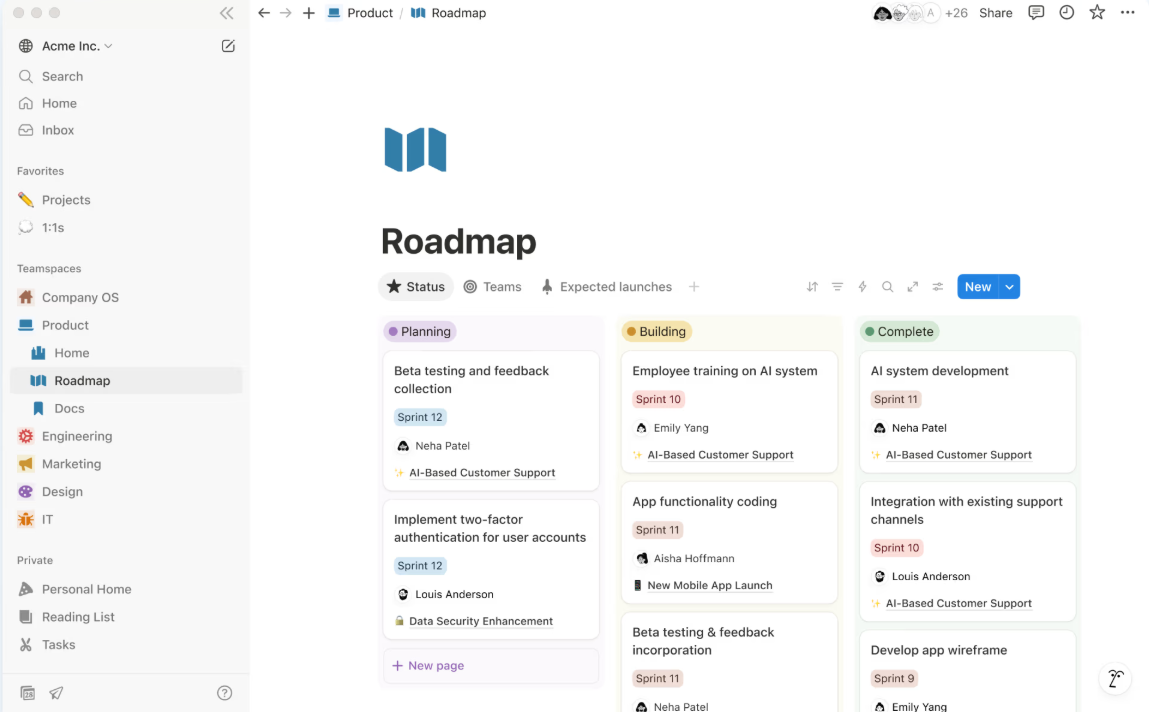 Product / Roadmap
A +26 Share
Acme Inc.
Search
Home
Inbox
Favorites
Projects
1:1s
Teamspaces
Company OS
Product
Home
Roadmap
Docs
Engineering
Marketing
Design
IT
Private
Personal Home
Reading List
Tasks
28
Roadmap
Status Teams Expected launches
New
Planning
Beta testing and feedback
collection
Sprint 12
Neha Patel
AI-Based Customer Support
Implement two-factor
authentication for user accounts
Sprint 12
Louis Anderson
Data Security Enhancement
+ New page
Building
Employee training on AI system
Sprint 10
Emily Yang
AI-Based Customer Support
App functionality coding
Sprint 11
Aisha Hoffmann
New Mobile App Launch
Beta testing & feedback
incorporation
Sprint 11
Neha Patel
Complete
AI system development
Sprint 11
Neha Patel
AI-Based Customer Support
Integration with existing support
channels
Sprint 10
Louis Anderson
AI-Based Customer Support
Develop app wireframe
Sprint 9
Emily Yang